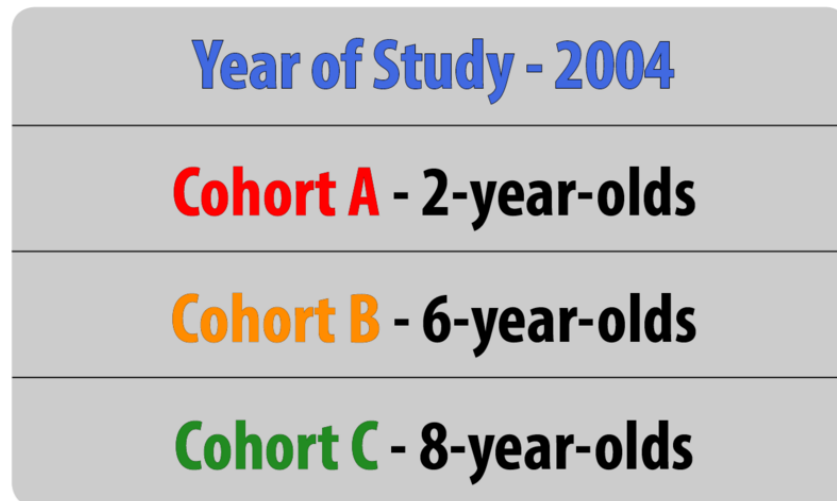 Year of Study - 2004
Cohort A - 2-year-olds
Cohort B - 6-year-olds
Cohort C - 8-year-olds